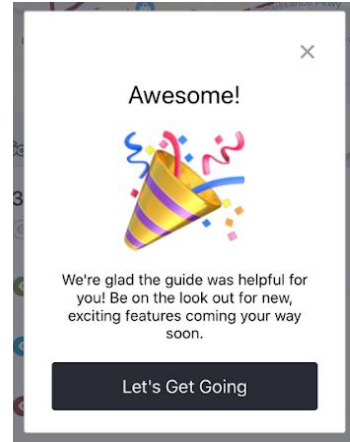 Awesome!
We're glad the guide was helpful for
you! Be on the look out for new,
exciting features coming your way
soon.
Let's Get Going
3